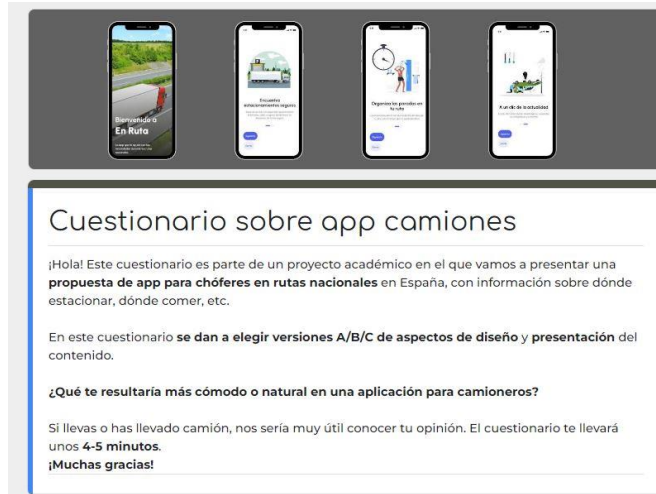 Bienvenido a
En Ruta
Encuentra
estacionamientos seguros
Organiza las paradas en
tu ruta
A un clic de la actualidad
Cuestionario sobre app camiones
¡Hola! Este cuestionario es parte de un proyecto académico en el que vamos a presentar una
propuesta de app para chóferes en rutas nacionales en España, con información sobre dónde
estacionar, dónde comer, etc.
En este cuestionario se dan a elegir versiones A/B/C de aspectos de diseño y presentación del
contenido.
¿Qué te resultaría más cómodo o natural en una aplicación para camioneros?
Si llevas o has llevado camión, nos sería muy útil conocer tu opinión. El cuestionario te llevará
unos 4-5 minutos.
¡Muchas gracias!